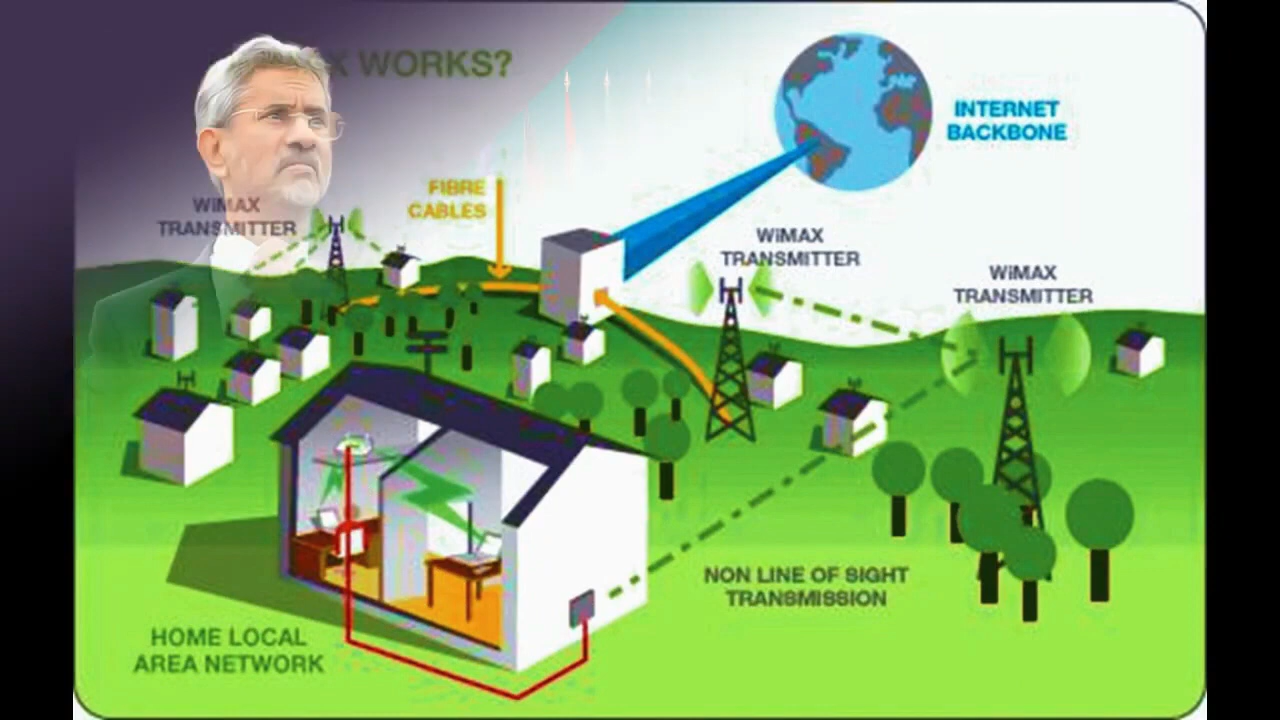 X WORKS?
INTERNET
BACKBONE
FIBRE
CABLES
WiMAX
TRANSMITTER
WiMAX
TRANSMITTER
WiMAX
TRANSMITTER
NON LINE OF SIGHT
TRANSMISSION
HOME LOCAL
AREA NETWORK